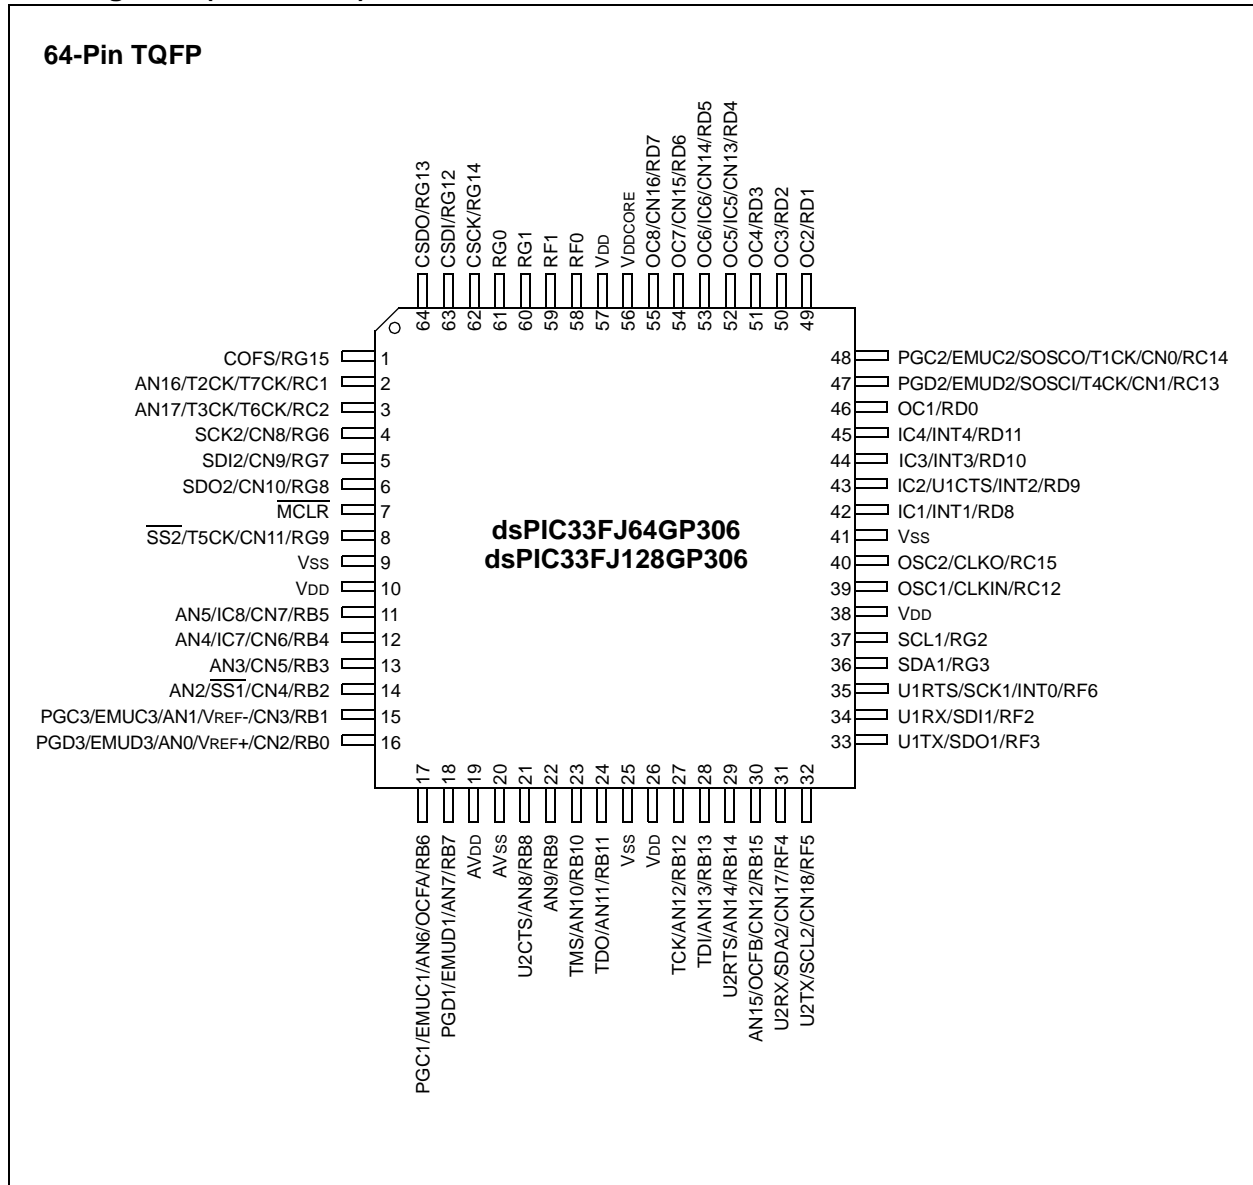 64-Pin TQFP
CSDO/RG13
CSDI/RG12
CSCK/RG14
RG0
RG1
RF1
RF0
VDD
VDDCORE
OC8/CN16/RD7
OC7/CN15/RD6
OC6/IC6/CN14/RD5
OC5/IC5/CN13/RD4
OC4/RD3
OC3/RD2
OC2/RD1
64
63
62
61
60
59
58
57
56
55
54
53
52
51
50
49
COFS/RG15 1
AN16/T2CK/T7CK/RC1 2
AN17/T3CK/T6CK/RC2 3
SCK2/CN8/RG6 4
SDI2/CN9/RG7 5
SDO2/CN10/RG8 6
MCLR 7
SS2/T5CK/CN11/RG9 8
VSS 9
VDD 10
AN5/IC8/CN7/RB5 11
AN4/IC7/CN6/RB4 12
AN3/CN5/RB3 13
AN2/SS1/CN4/RB2 14
PGC3/EMUC3/AN1/VREF-/CN3/RB1 15
PGD3/EMUD3/AN0/VREF+/CN2/RB0 16
dsPIC33FJ64GP306
dsPIC33FJ128GP306
48 PGC2/EMUC2/SOSCO/T1CK/CN0/RC14
47 PGD2/EMUD2/SOSCI/T4CK/CN1/RC13
46 OC1/RD0
45 IC4/INT4/RD11
44 IC3/INT3/RD10
43 IC2/U1CTS/INT2/RD9
42 IC1/INT1/RD8
41 VSS
40 OSC2/CLKO/RC15
39 OSC1/CLKIN/RC12
38 VDD
37 SCL1/RG2
36 SDA1/RG3
35 U1RTS/SCK1/INT0/RF6
34 U1RX/SDI1/RF2
33 U1TX/SDO1/RF3
17
18
19
20
21
22
23
24
25
26
27
28
29
30
31
32
PGC1/EMUC1/AN6/OCFA/RB6
PGD1/EMUD1/AN7/RB7
AVDD
AVSS
U2CTS/AN8/RB8
AN9/RB9
TMS/AN10/RB10
TDO/AN11/RB11
VSS
VDD
TCK/AN12/RB12
TDI/AN13/RB13
U2RTS/AN14/RB14
AN15/OCFB/CN12/RB15
U2RX/SDA2/CN17/RF4
U2TX/SCL2/CN18/RF5